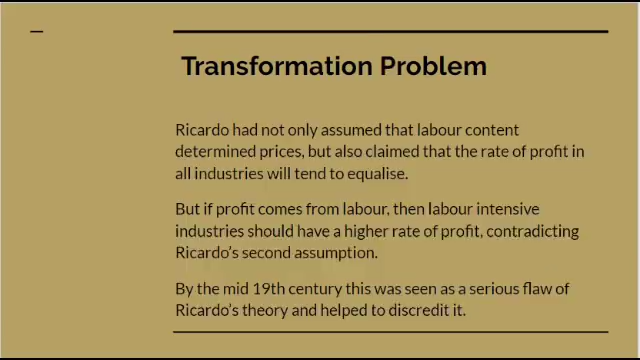 Transformation Problem
Ricardo had not only assumed that labour content
determined prices, but also claimed that the rate of profit in
all industries will tend to equalise.
But if profit comes from labour, then labour intensive
industries should have a higher rate of profit, contradicting
Ricardo's second assumption.
By the mid 19th century this was seen as a serious flaw of
Ricardo's theory and helped to discredit it.